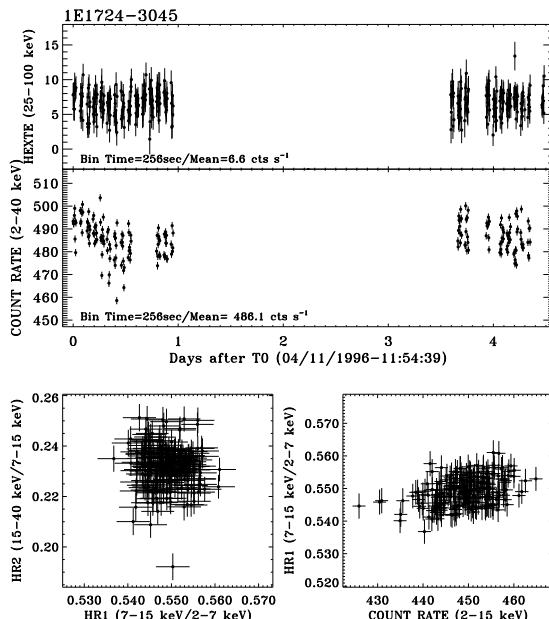 1E1724-3045
HEXTE (25-100 keV)
15
10
5
0
Bin Time=256sec/Mean=6.6 cts s⁻¹
COUNT RATE (2-40 keV)
510
500
490
480
470
460
450
Bin Time=256sec/Mean= 486.1 cts s⁻¹
0 1 2 3 4
Days after T0 (04/11/1996-11:54:39)
HR2 (15-40 keV/7-15 keV)
0.26
0.24
0.22
0.20
0.530 0.540 0.550 0.560 0.570
HR1 (7-15 keV/2-7 keV)
HR1 (7-15 keV/2-7 keV)
0.570
0.560
0.550
0.540
0.530
0.520
430 440 450 460
COUNT RATE (2-15 keV)